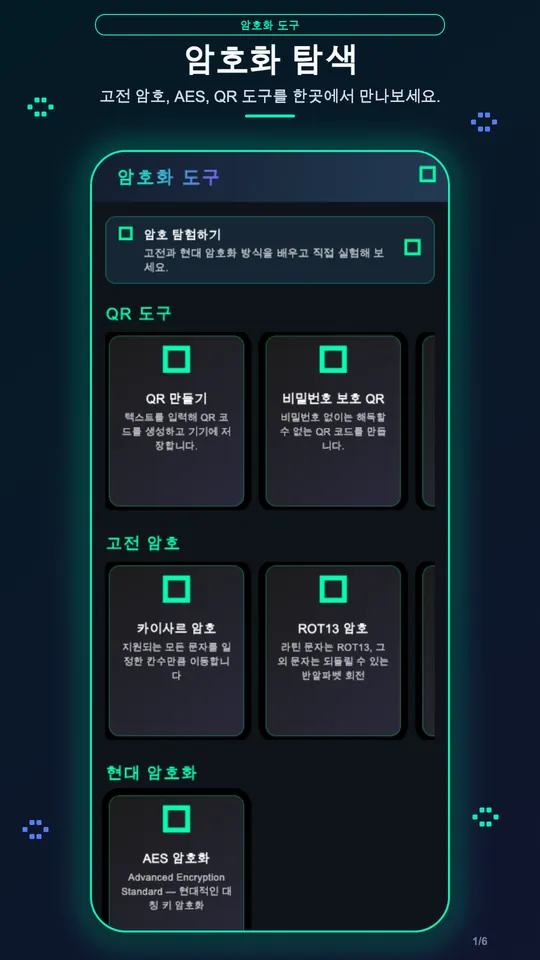 암호화 도구
암호화 탐색
고전 암호, AES, QR 도구를 한곳에서 만나보세요.
암호화 도구
암호 탐험하기
고전과 현대 암호화 방식을 배우고 직접 실험해 보
세요.
QR 도구
QR 만들기
텍스트를 입력해 QR 코
드를 생성하고 기기에 저
장합니다.
비밀번호 보호 QR
비밀번호 없이는 해독할
수 없는 QR 코드를 만듭
니다.
고전 암호
카이사르 암호
지원되는 모든 문자를 일
정한 칸수만큼 이동합니
다
ROT13 암호
라틴 문자는 ROT13, 그
외 문자는 되돌릴 수 있는
반알파벳 회전
현대 암호화
AES 암호화
Advanced Encryption
Standard — 현대적인 대
칭 키 암호화
1/6